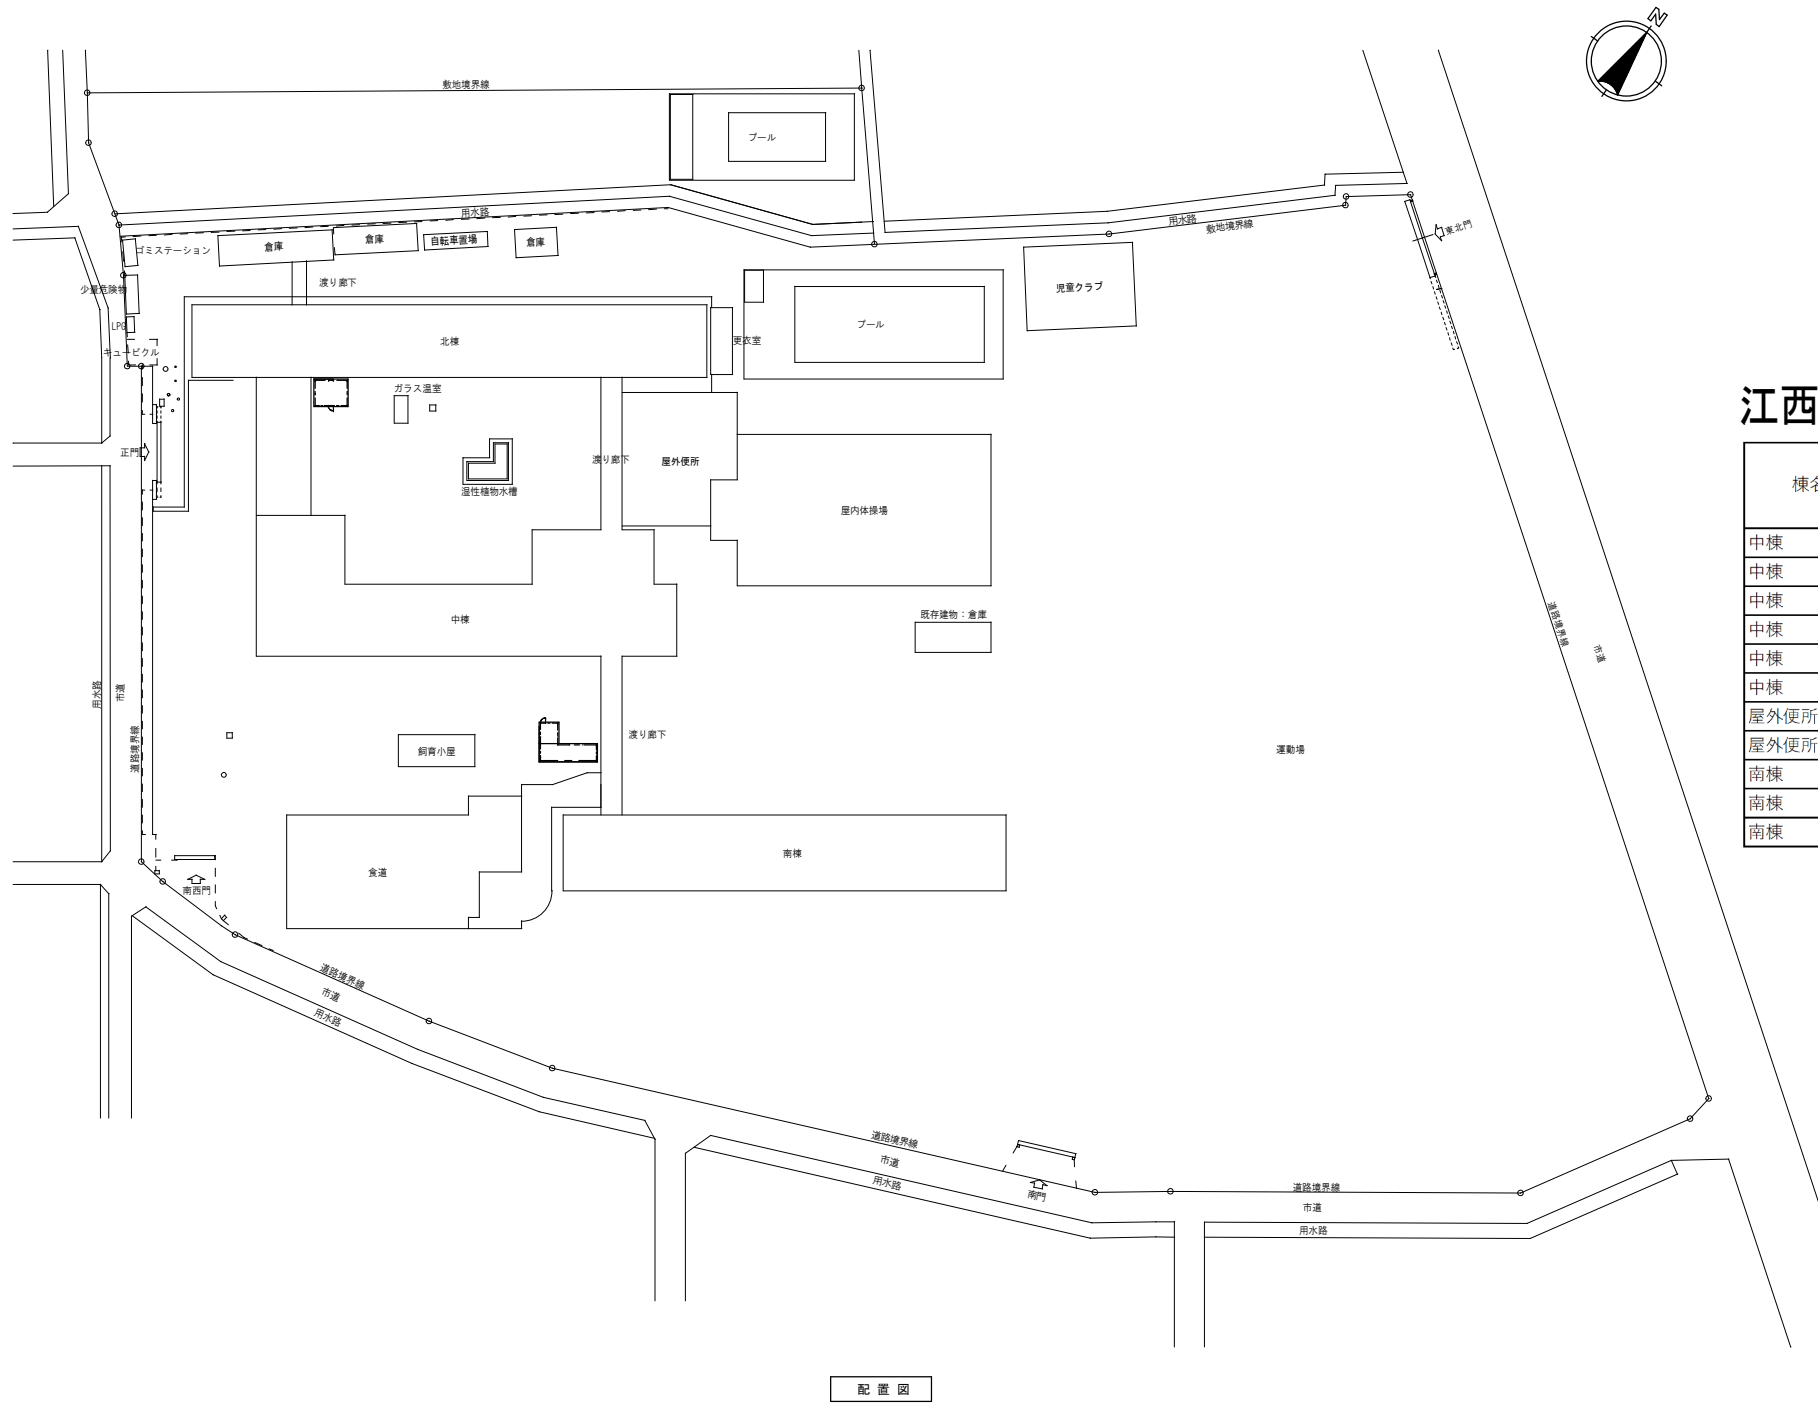 N
敷地境界線
プール
用水路
用水路
敷地境界線
東北門
ゴミステーション
倉庫
倉庫
自転車置場
倉庫
渡り廊下
少量危険物
児童クラブ
LPG
北棟
更衣室
プール
キュービクル
ガラス温室
江西
正門
渡り廊下
屋外便所
棟名
湿性植物水槽
屋内体操場
中棟
中棟
中棟
中棟
中棟
中棟
屋外便所
屋外便所
南棟
南棟
南棟
既存建物：倉庫
中棟
道路境界線
市道
用水路
市道
道路境界線
渡り廊下
飼育小屋
運動場
南棟
食道
南西門
道路境界線
市道
用水路
道路境界線
市道
用水路
南門
道路境界線
市道
用水路
配置図